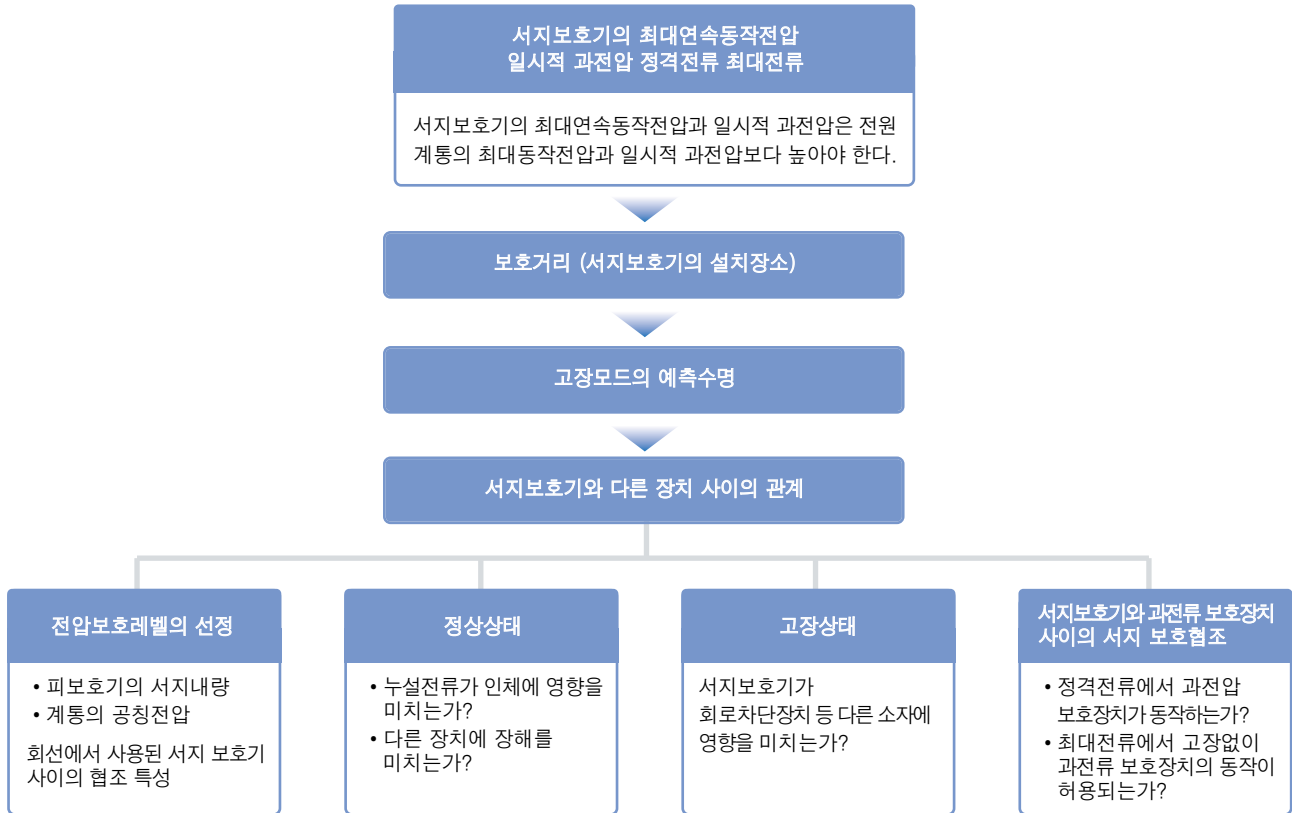 서지보호기의 최대연속동작전압
일시적 과전압 정격전류 최대전류
서지보호기의 최대연속동작전압과 일시적 과전압은 전원
계통의 최대동작전압과 일시적 과전압보다 높아야 한다.
보호거리 (서지보호기의 설치장소)
고장모드의 예측수명
서지보호기와 다른 장치 사이의 관계
전압보호레벨의 선정
• 피보호기의 서지내량
• 계통의 공칭전압
회선에서 사용된 서지 보호기
사이의 협조 특성
정상상태
• 누설전류가 인체에 영향을
미치는가?
• 다른 장치에 장해를
미치는가?
고장상태
서지보호기가
회로차단장치 등 다른 소자에
영향을 미치는가?
서지보호기와 과전류 보호장치
사이의 서지 보호협조
• 정격전류에서 과전압
보호장치가 동작하는가?
• 최대전류에서 고장없이
과전류 보호장치의 동작이
허용되는가?